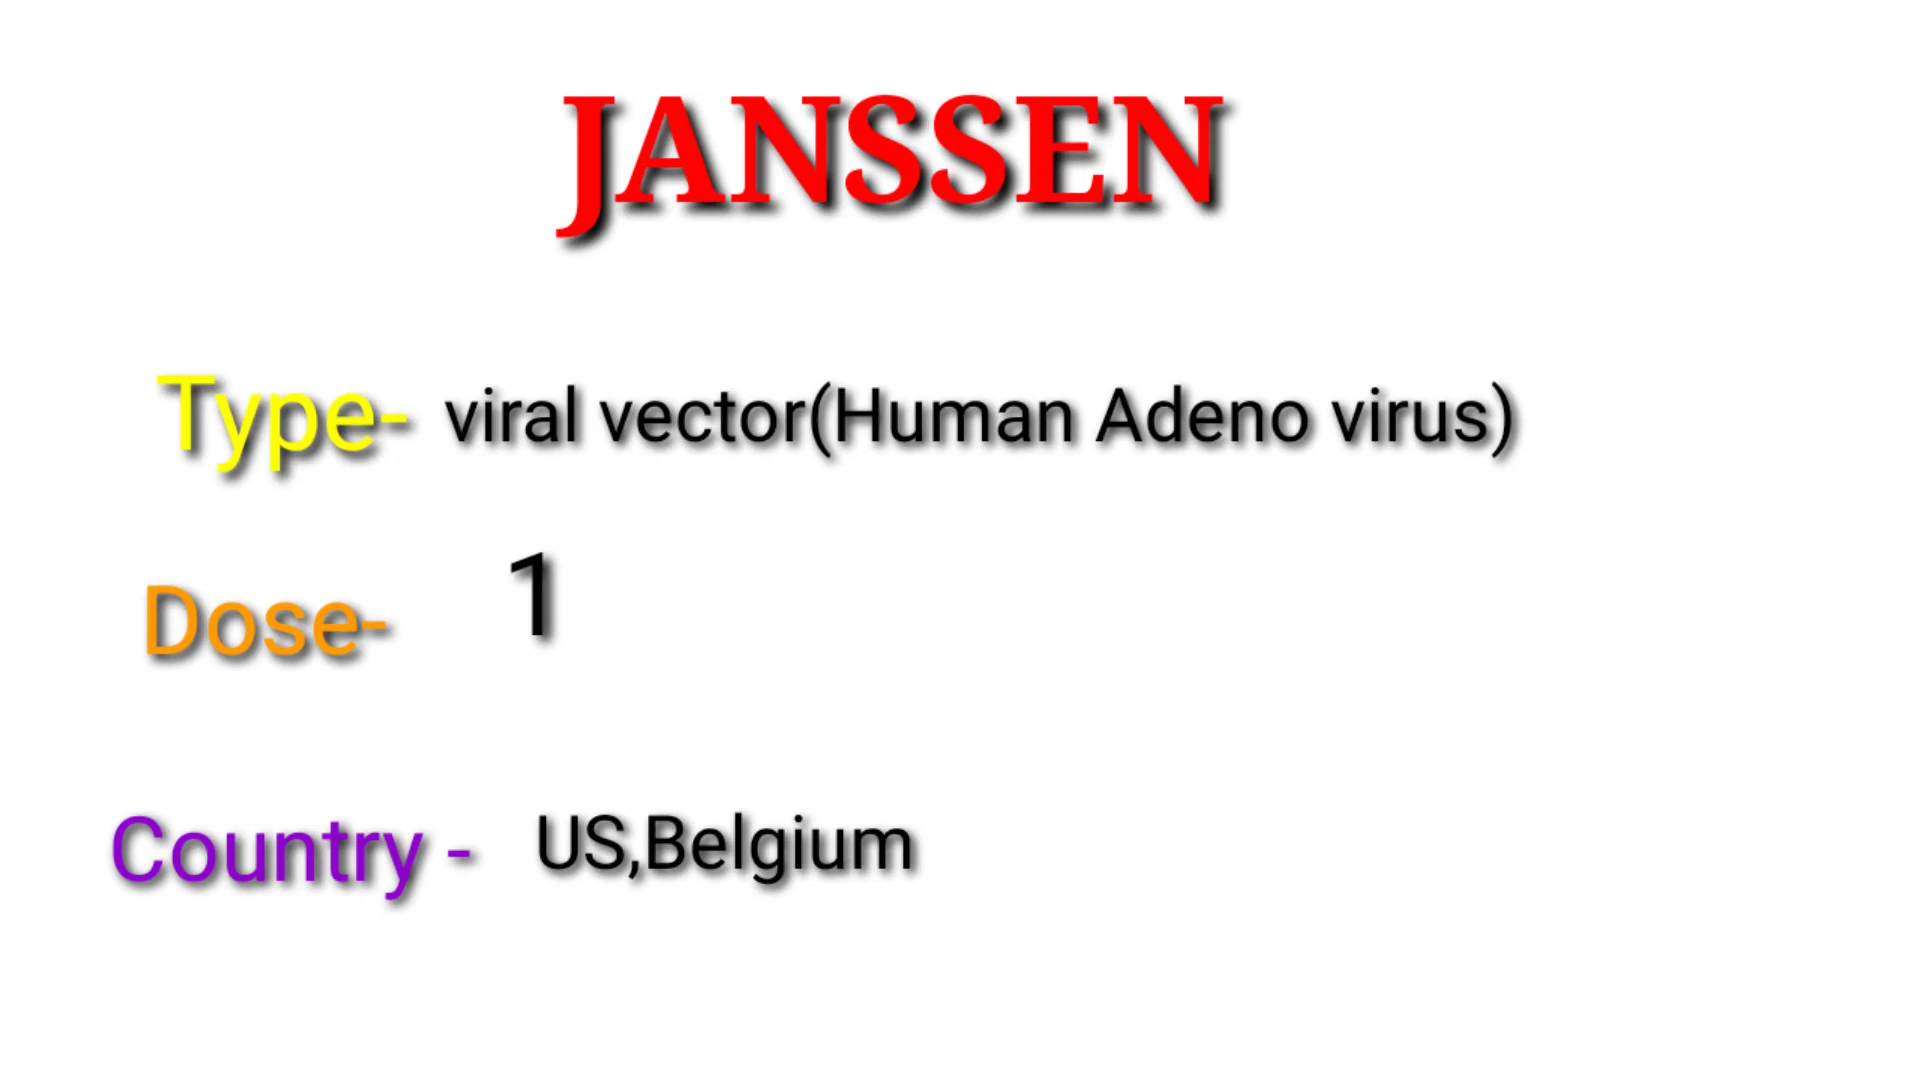 JANSSEN
Type- viral vector(Human Adeno virus)
Dose- 1
Country - US,Belgium